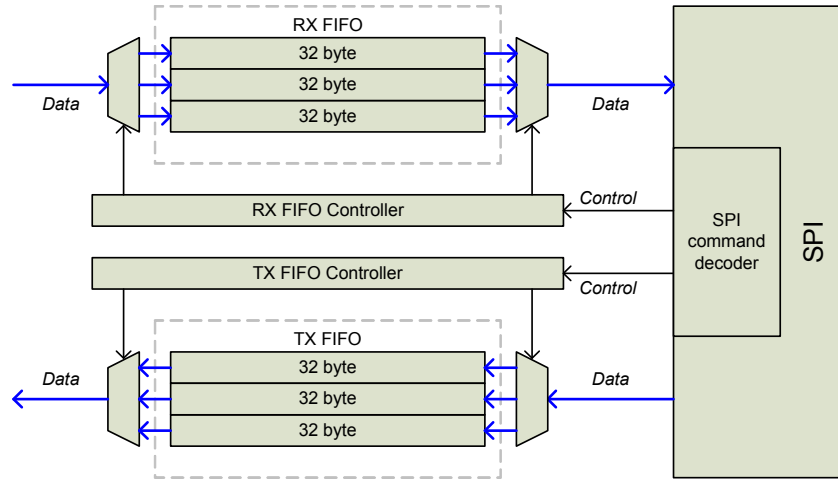 RX FIFO
32 byte
32 byte
32 byte
Data
Data
RX FIFO Controller
Control
SPI
command
decoder
SPI
TX FIFO Controller
Control
TX FIFO
32 byte
32 byte
32 byte
Data
Data